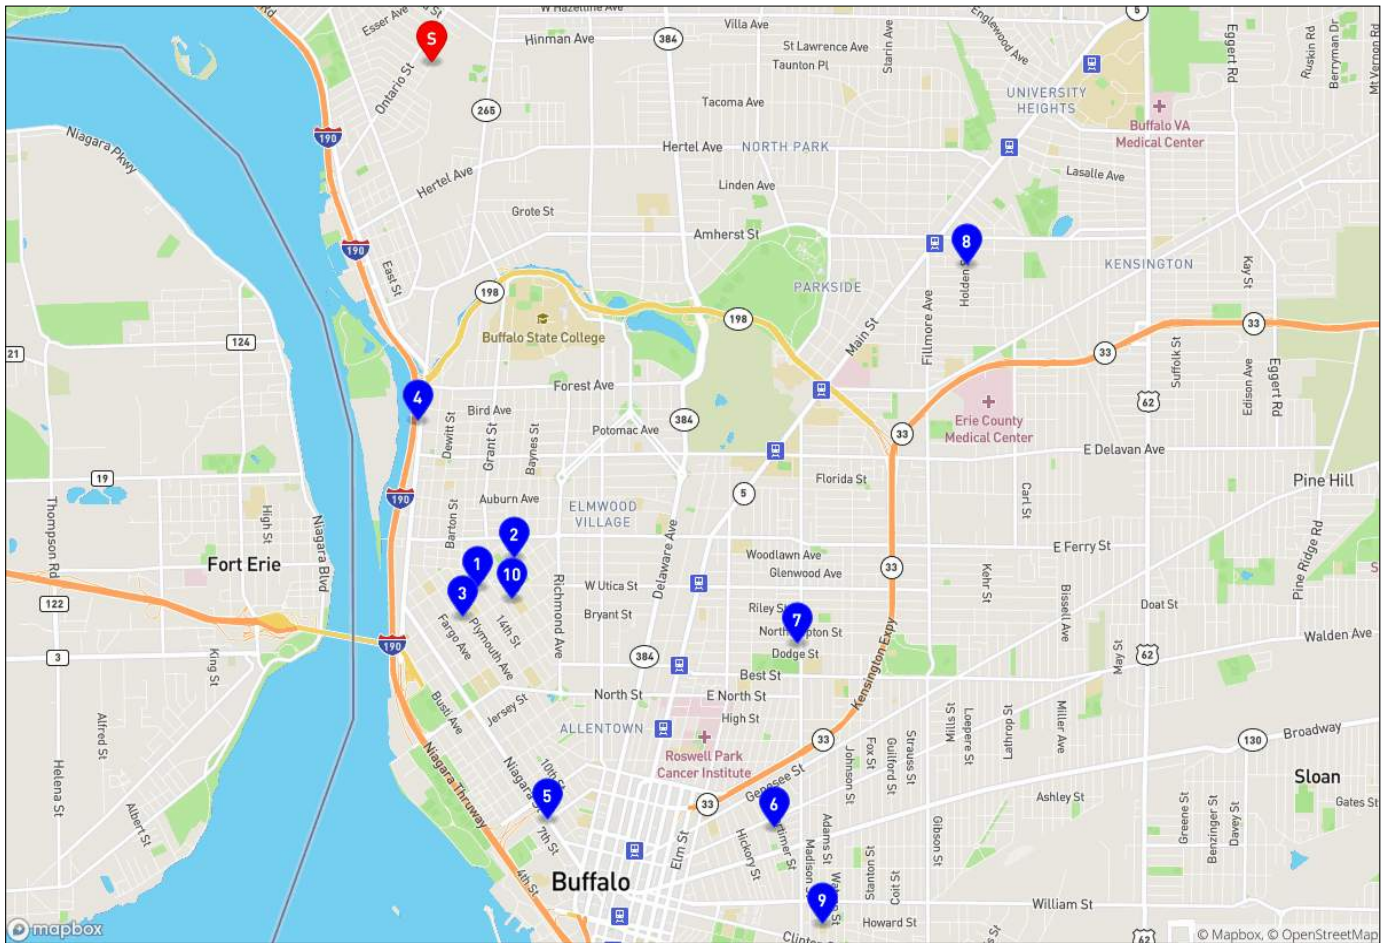 Esser Ave
W Hazeltine Ave
Villa Ave
Englewood Ave
5
Eggert Rd
Ruskin Rd
Berryman Dr
Mt Vernon Rd
S
Hinman Ave
384
St Lawrence Ave
Starin Ave
Taunton Pl
Ontario St
265
Tacoma Ave
UNIVERSITY
HEIGHTS
Buffalo VA
Medical Center
Niagara Pkwy
190
Hertel Ave
NORTH PARK
Hertel Ave
Linden Ave
Lasalle Ave
Grote St
Amherst St
190
East St
8
KENSINGTON
Kay St
198
PARKSIDE
Holden S
Buffalo State College
198
Main St
Fillmore Ave
33
124
21
33
Suffolk St
Edison Ave
Eggert Rd
Forest Ave
4
Bird Ave
Dewitt St
Grant St
Baynes St
Potomac Ave
384
Erie County
Medical Center
62
33
E Delavan Ave
19
Florida St
Pine Hill
Thompson Rd
High St
Niagara Blvd
190
Barton St
Auburn Ave
5
Carl St
ELMWOOD
VILLAGE
Delaware Ave
Pine Ridge Rd
2
Woodlawn Ave
E Ferry St
Fort Erie
1
10
Glenwood Ave
33
Kehr St
S
3
Richmond Ave
W Utica St
Bissell Ave
122
Bryant St
Riley St
Doat St
7
14th St
Plymouth Ave
Fargo Ave
Northampton St
Walden Ave
3
190
King St
384
Dodge St
62
May St
Kensington Expy
Best St
Busti Ave
Jersey St
North St
E North St
High St
ALLENTOWN
Alfred St
Mills St
Loepere St
Lathrop St
Miller Ave
Roswell Park
Cancer Institute
33
130
Broadway
Helena St
Niagara Thruway
10th St
Niagara St
Genesee St
Johnson St
Fox St
Guilford St
Strauss St
Sloan
5
33
6
Ashley St
Gates St
Albert St
7th St
Elm St
Hickory St
rtimer St
Adams St
Madison S
Gibson St
Greene St
Benzinger St
Davey St
4th St
Buffalo
Stanton St
Coit St
9
William St
Howard St
Clinton
62
mapbox
© Mapbox, © OpenStreetMap